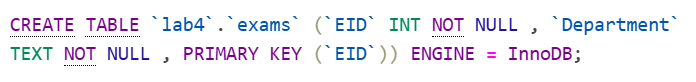 CREATE TABLE `lab4`.`exams` (`EID` INT NOT NULL , `Department`
TEXT NOT NULL , PRIMARY KEY (`EID`)) ENGINE = InnoDB;